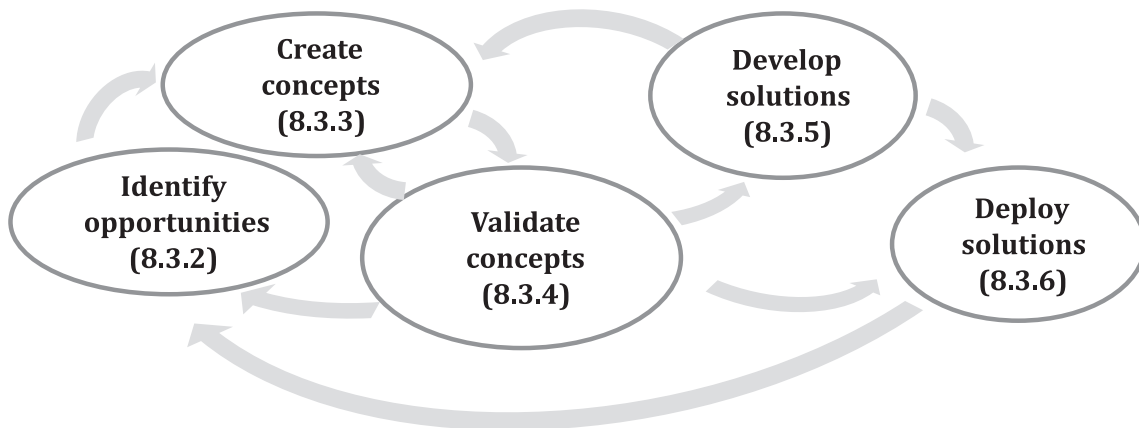 Create
concepts
(8.3.3)
Develop
solutions
(8.3.5)
Identify
opportunities
(8.3.2)
Validate
concepts
(8.3.4)
Deploy
solutions
(8.3.6)